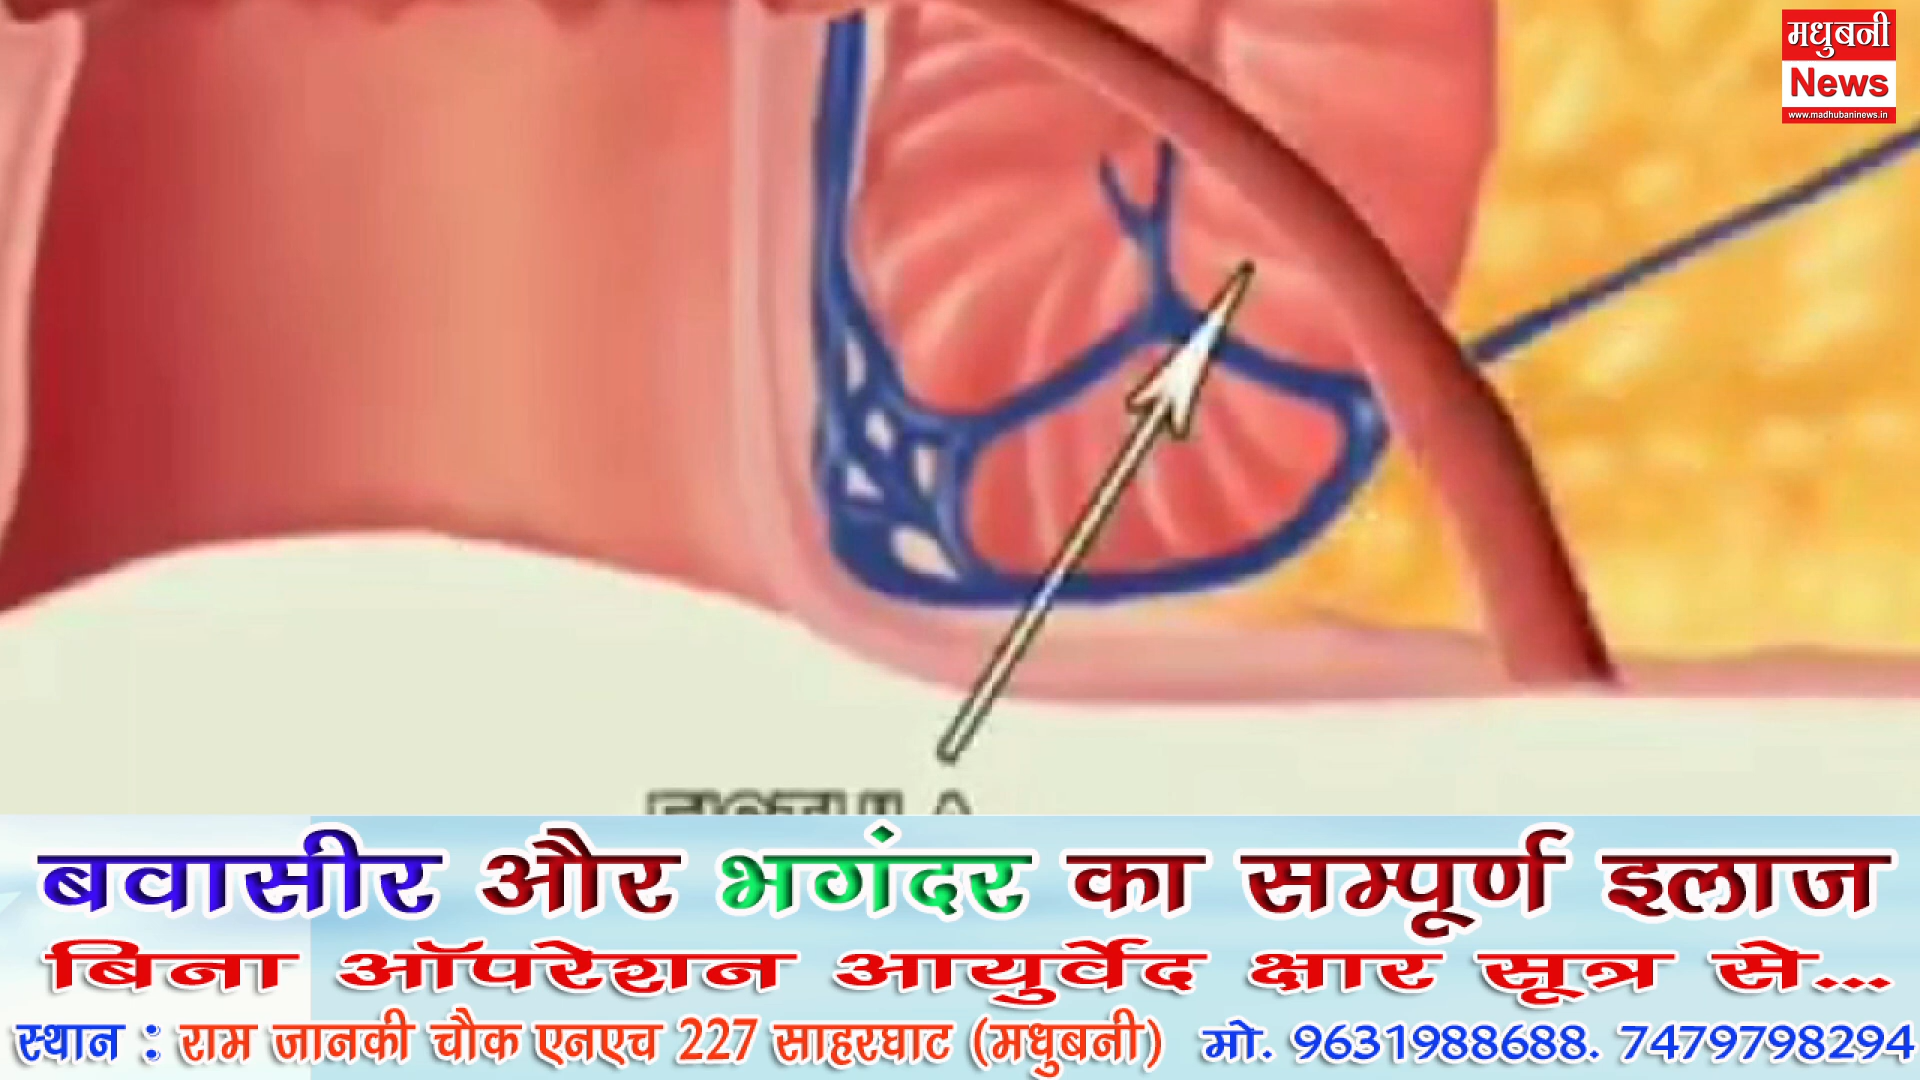 मधुबनी
News
www.madhubaninews.in
FISTULA
बवासीर और भगंदर का सम्पूर्ण इलाज
बिना ऑपरेशन आयुर्वेद क्षार सूत्र से...
स्थान : राम जानकी चौक एनएच 227 साहरघाट (मधुबनी) मो. 9631988688. 7479798294